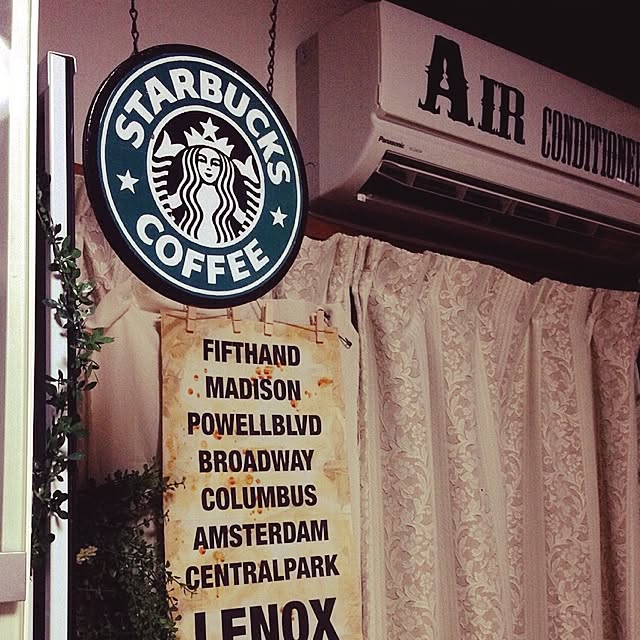 STARBUCKS
COFFEE
AIR CONDITIONER
Panasonic
FIFTHAND
MADISON
POWELLBLVD
BROADWAY
COLUMBUS
AMSTERDAM
CENTRALPARK
LENOX